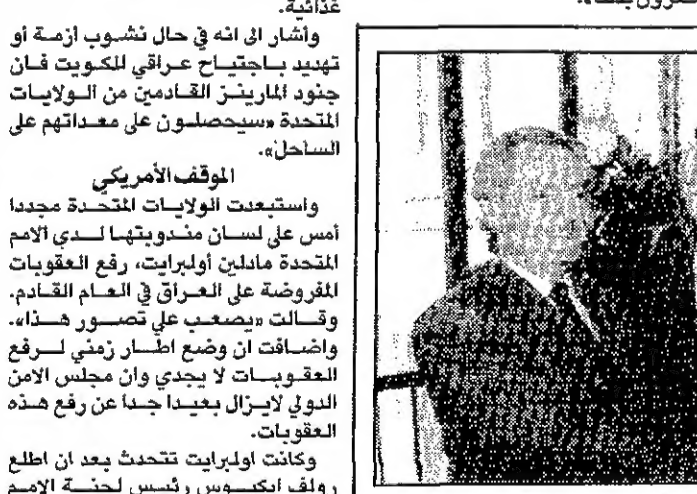 غذائية.
وأشار الى انه في حال نشوب أزمة أو
تهديد باجتياح عراقي للكويت فان
جنود المارينز القادمين من الولايات
المتحدة «سيحصلون على معداتهم على
الساحل».
الموقف الأمريكي
واستبعدت الولايات المتحدة مجددا
أمس على لسان مندوبتها لدى الامم
المتحدة مادلين أولبرايت، رفع العقوبات
المفروضة على العراق في العام القادم.
وقالت «يصعب علي تصور هذا».
واضافت ان وضع اطار زمني لرفع
العقوبات لا يجدي وان مجلس الامن
الدولي لايزال بعيدا جدا عن رفع هذه
العقوبات.
وكانت اولبرايت تتحدث بعد ان اطلع
رولف ايكيوس رئيس لجنة الامم